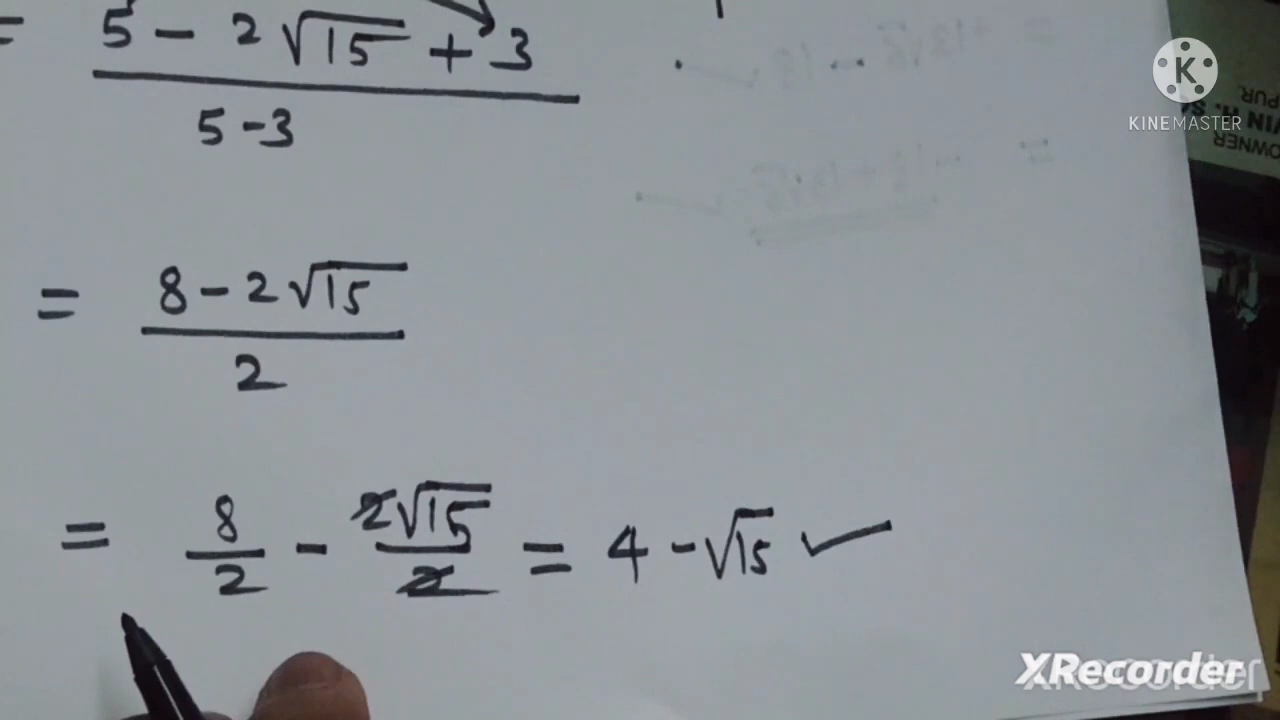 = 5 - 2√15 + 3
5 - 3
= 8 - 2√15
2
= 8/2 - 2√15/2 = 4 - √15 ✓
K
KINEMASTER
OWNER
XRecorder